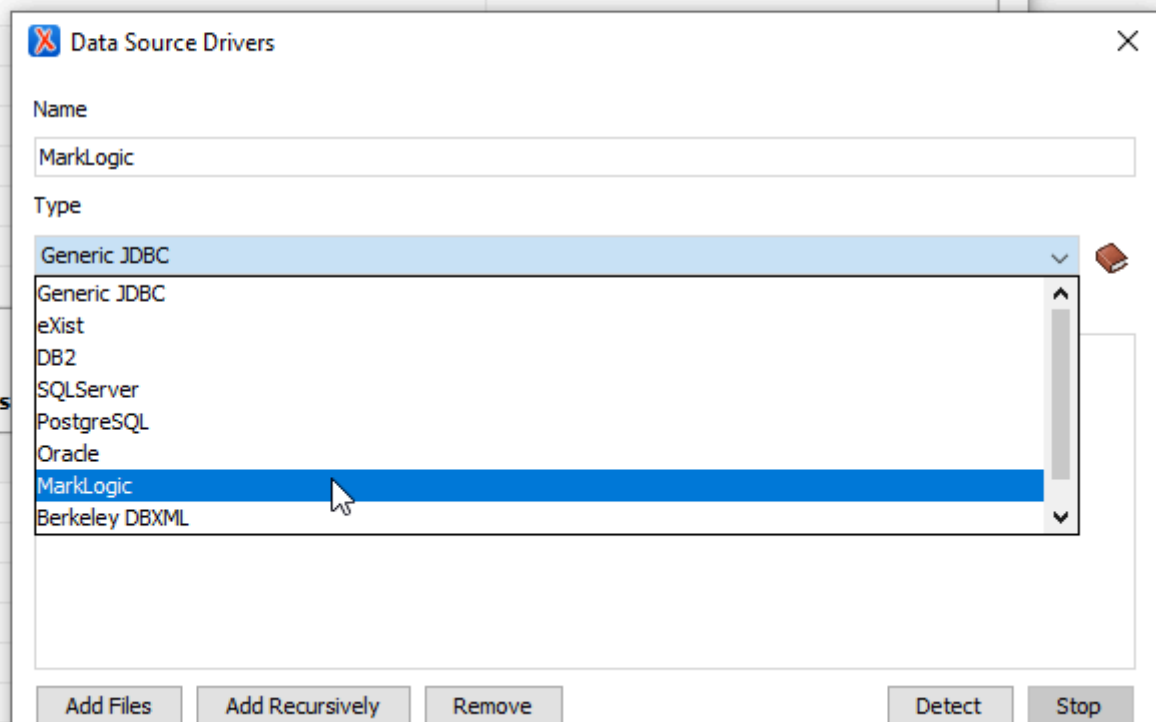 Data Source Drivers
Name
MarkLogic
Type
Generic JDBC
Generic JDBC
eXist
DB2
SQLServer
PostgreSQL
Oracle
MarkLogic
Berkeley DBXML
Add Files Add Recursively Remove Detect Stop